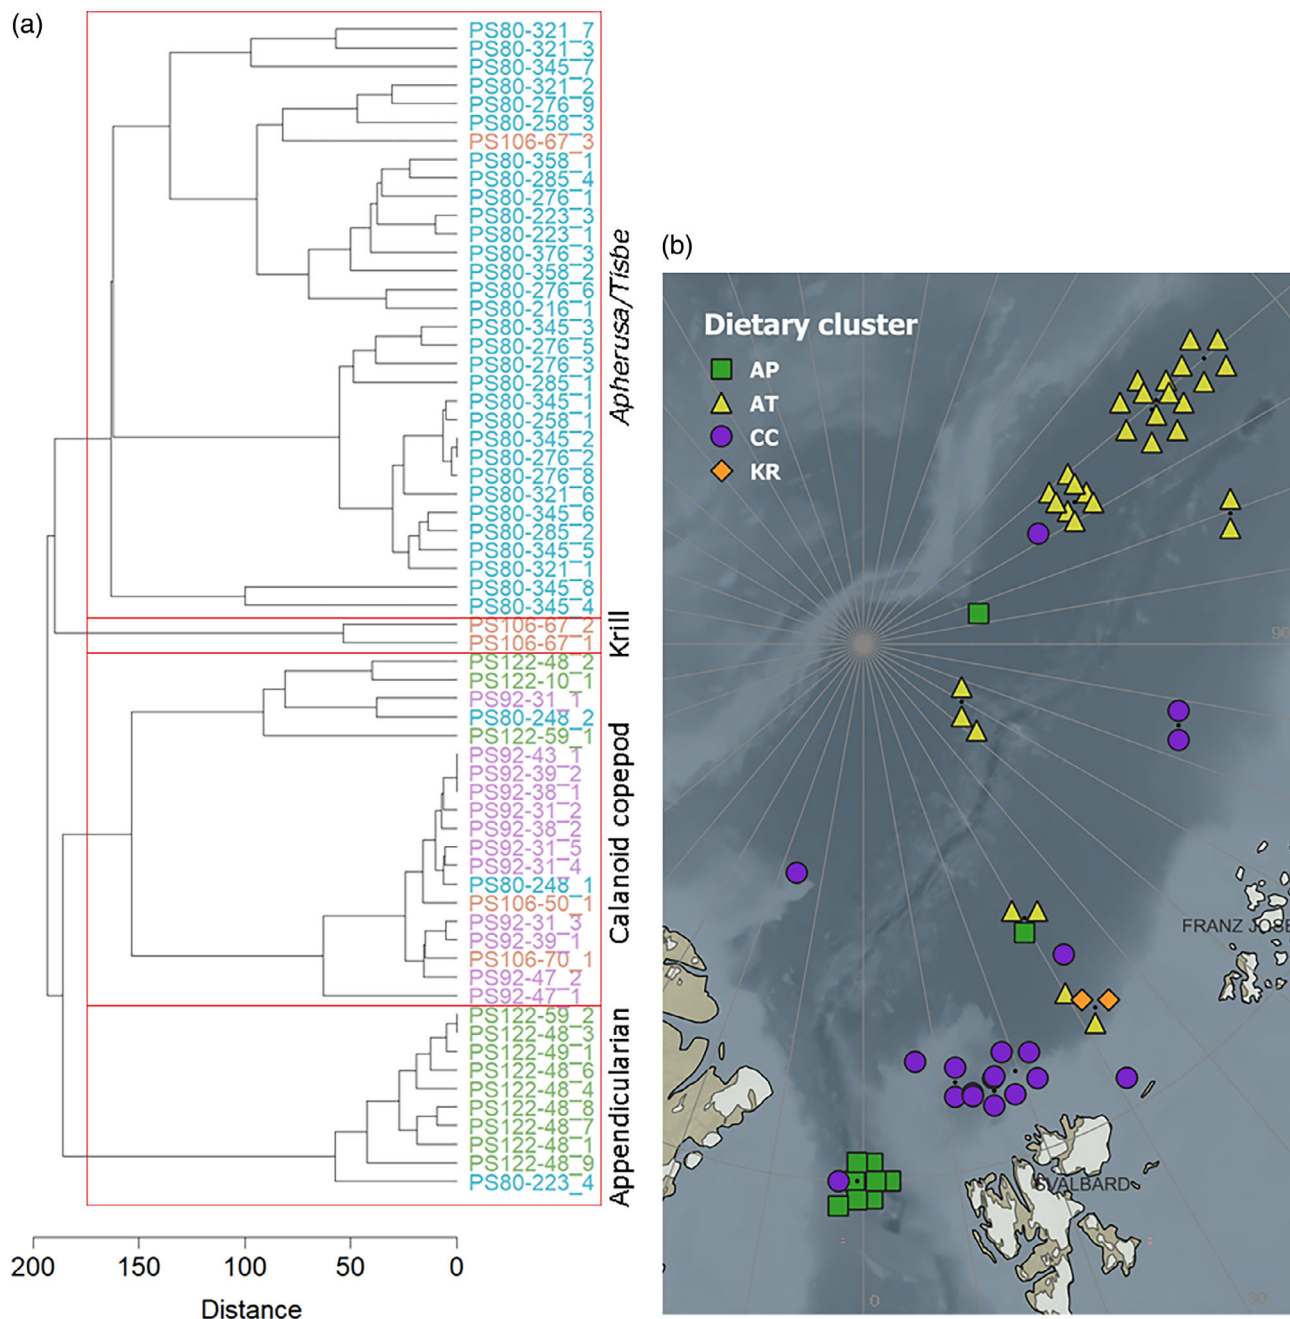 (a)
PS80-321_7
PS80-321_3
PS80-345_7
PS80-321_2
PS80-276_9
PS80-258_3
PS106-67_3
PS80-358_1
PS80-285_4
PS80-276_1
PS80-223_3
PS80-223_1
PS80-376_3
PS80-358_2
PS80-276_6
PS80-216_1
PS80-345_3
PS80-276_5
PS80-276_3
PS80-285_1
PS80-345_1
PS80-258_1
PS80-345_2
PS80-276_2
PS80-276_8
PS80-321_6
PS80-345_6
PS80-285_2
PS80-345_5
PS80-321_1
PS80-345_8
PS80-345_4
PS106-67_2
PS106-67_1
PS122-48_2
PS122-10_1
PS92-31_1
PS80-248_2
PS122-59_1
PS92-43_1
PS92-39_2
PS92-38_1
PS92-31_2
PS92-38_2
PS92-31_5
PS92-31_4
PS80-248_1
PS106-50_1
PS92-31_3
PS92-39_1
PS106-70_1
PS92-47_2
PS92-47_1
PS122-59_2
PS122-48_3
PS122-49_1
PS122-48_6
PS122-48_4
PS122-48_8
PS122-48_7
PS122-48_1
PS122-48_9
PS80-223_4
Apherusa/Tisbe
Krill
Calanoid copepod
Appendicularian
200 150 100 50 0
Distance
(b)
Dietary cluster
AP
AT
CC
KR
90
FRANZ JOSE
SVALBARD
0
30